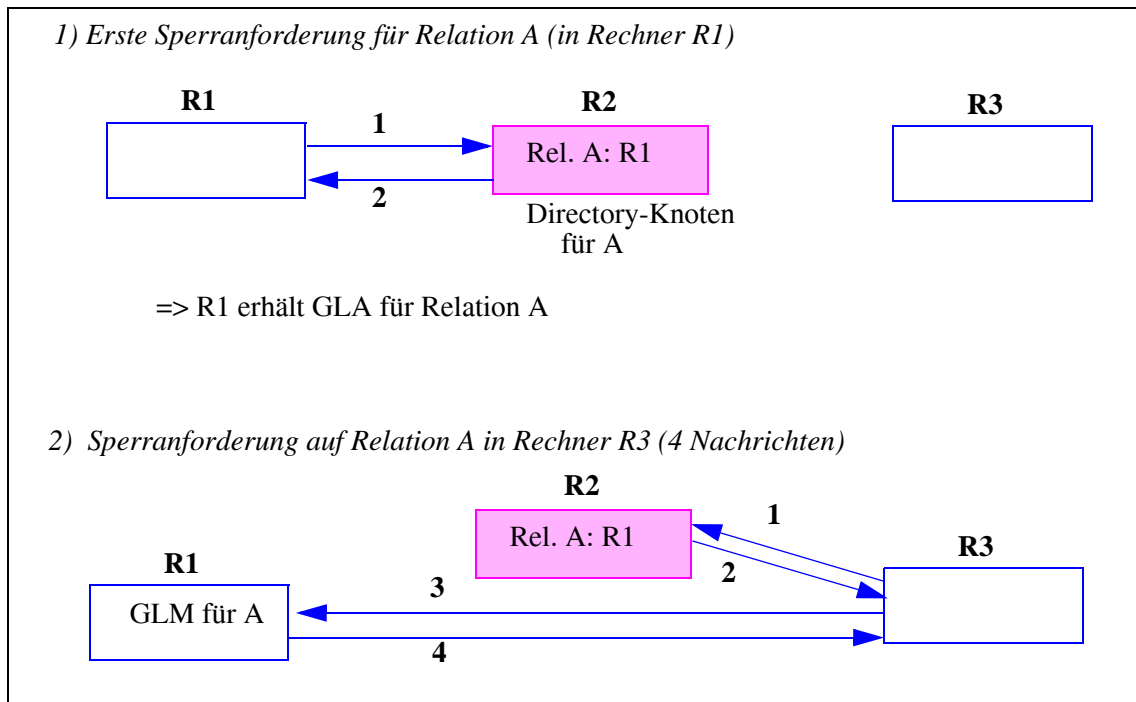 1) Erste Sperranforderung für Relation A (in Rechner R1)
R1
R2
R3
1
Rel. A: R1
2
Directory-Knoten
für A
=> R1 erhält GLA für Relation A
2) Sperranforderung auf Relation A in Rechner R3 (4 Nachrichten)
R2
1
Rel. A: R1
R3
R1
2
3
GLM für A
4